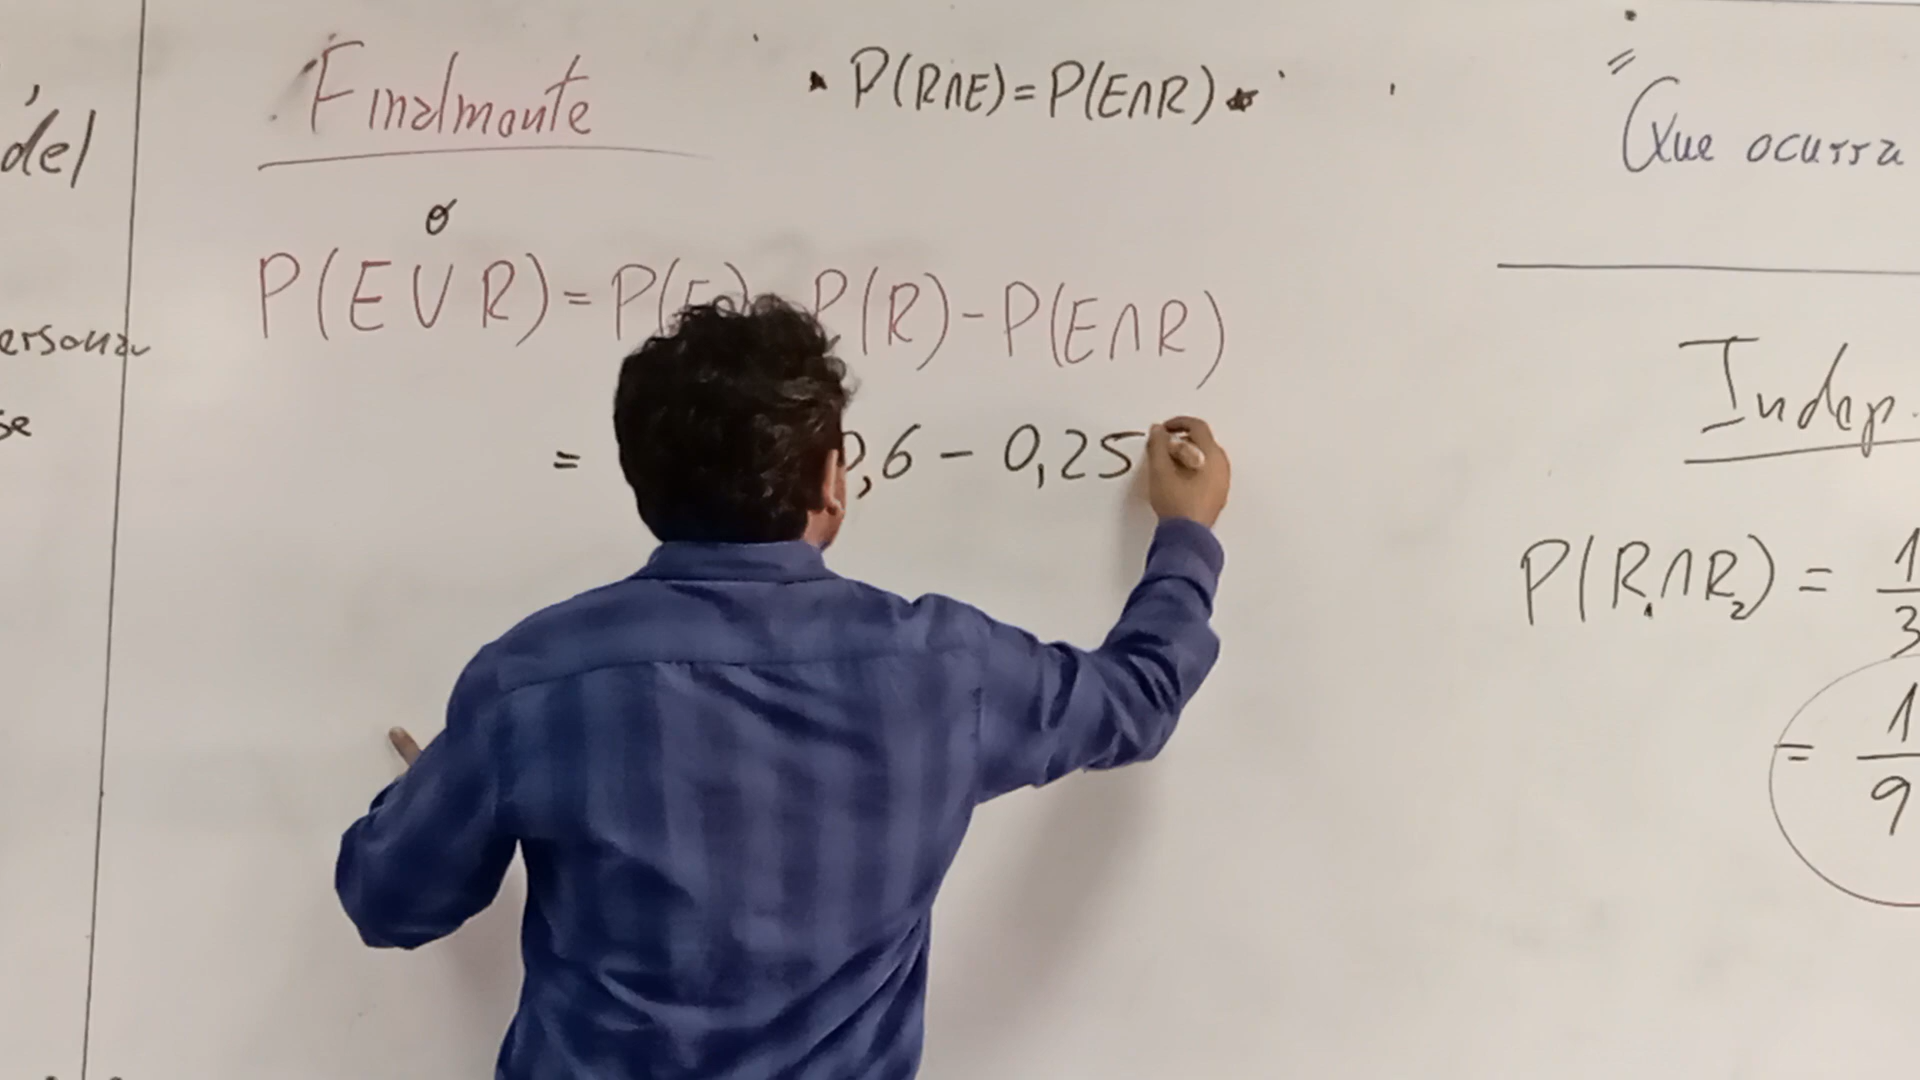 del
ersona
se
Finalmente
P(R∩E)=P(E∩R)
o
P(E∪R)=P(E) P(R)-P(E∩R)
= 0,6 - 0,25
Que ocurra
Indep.
P(R₁∩R₂) = 1/3
= 1/9